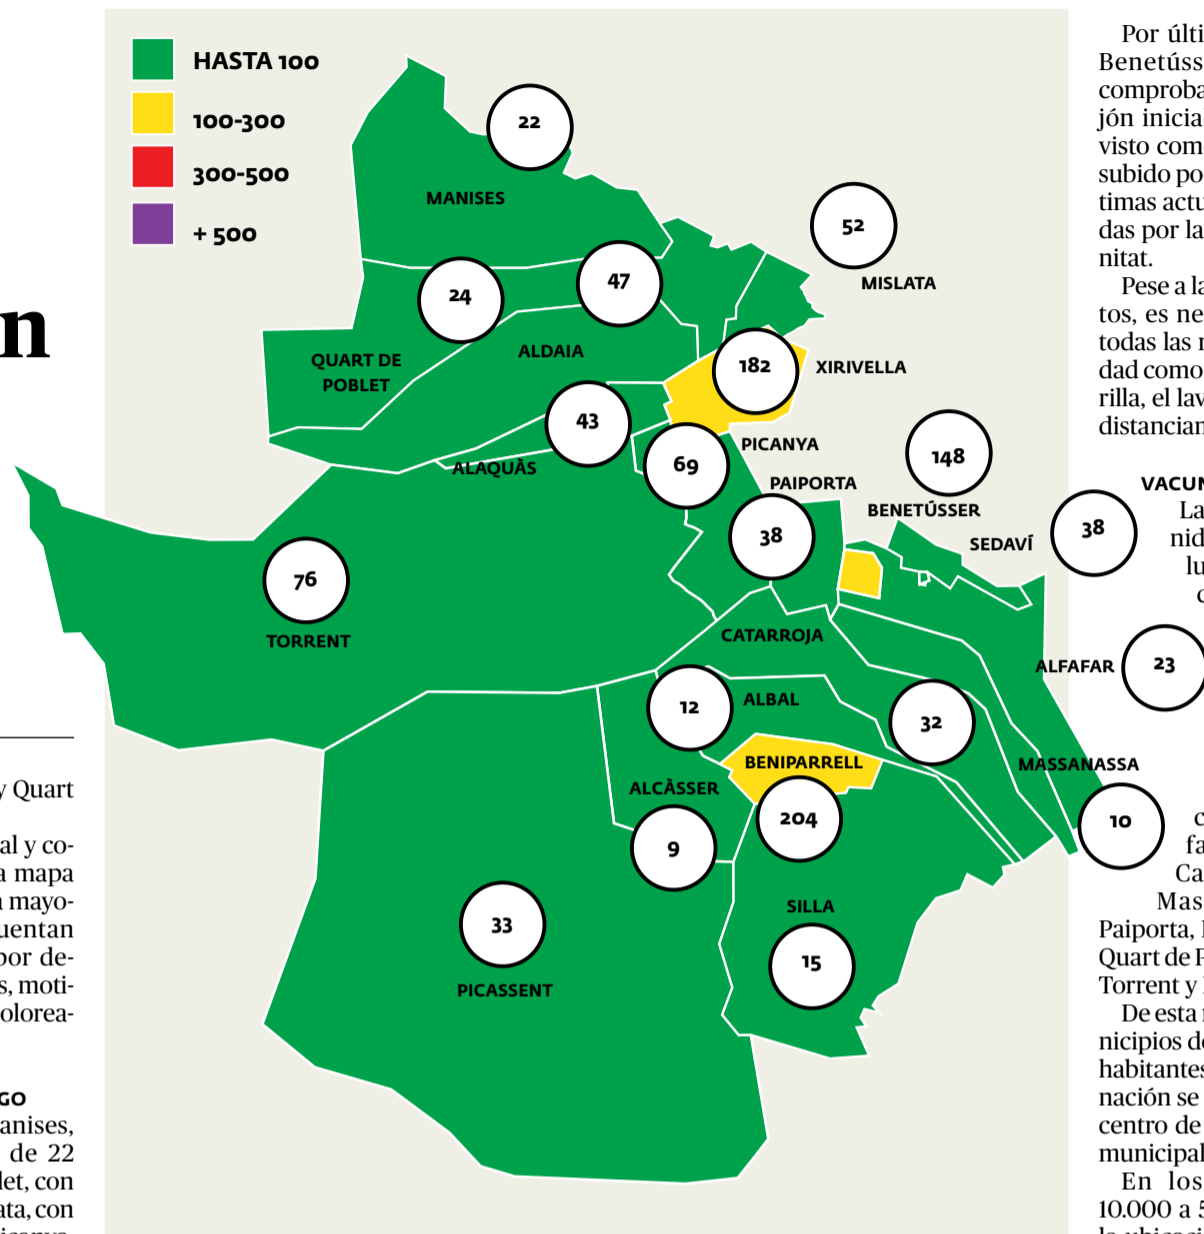 HASTA 100
100-300
300-500
+ 500
22
MANISES
52
MISLATA
24
47
QUART DE
POBLET
ALDAIA
182
XIRIVELLA
43
ALAQUÀS
69
PICANYA
PAIPORTA
38
148
BENETÚSSER
SEDAVÍ
38
76
TORRENT
CATARROJA
ALFAFAR
23
12
ALBAL
32
BENIPARRELL
204
MASSANASSA
10
ALCÀSSER
9
SILLA
15
33
PICASSENT
n
y Quart
al y co-
a mapa
mayo-
uentan
por de-
s, moti-
olorea-
GO
anises,
de 22
let, con
ata, con
Por últi
Benetúss
comproba
jón inicia
visto com
subido po
timas actu
das por la
nitat.
Pese a la
tos, es ne
todas las
dad como
rilla, el lav
distancian
VACUN
La
nid
lu
c
c
fa
Ca
Mas
Paiporta,
Quart de P
Torrent y
De esta
nicipios de
habitantes
nación se
centro de
municipal
En los
10.000 a 5